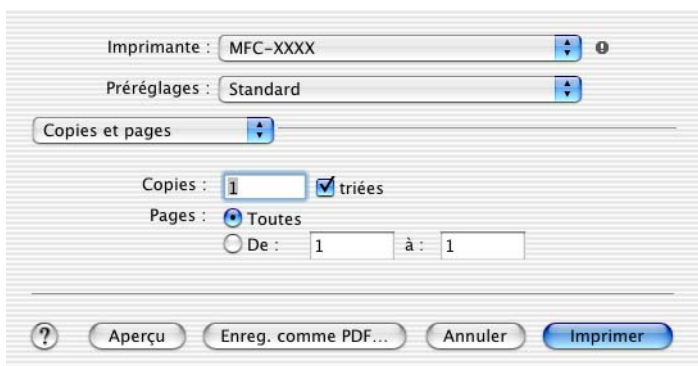 Imprimante : MFC-XXXX
Préréglages : Standard
Copies et pages
Copies : 1 triées
Pages : Toutes
De : 1 à : 1
? Aperçu Enreg. comme PDF... Annuler Imprimer